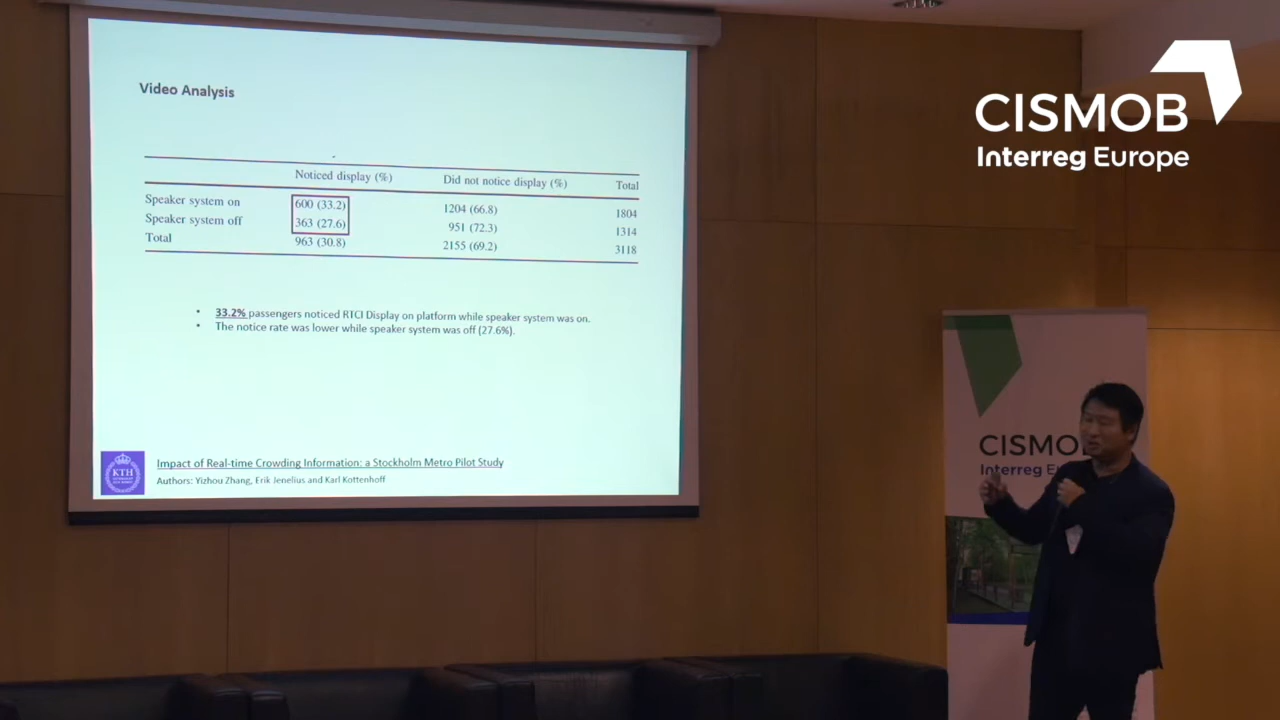 Video Analysis
Noticed display (%) Did not notice display (%) Total
Speaker system on 600 (33.2) 1204 (66.8) 1804
Speaker system off 363 (27.6) 951 (72.3) 1314
Total 963 (30.8) 2155 (69.2) 3118
• 33.2% passengers noticed RTCI Display on platform while speaker system was on.
• The notice rate was lower while speaker system was off (27.6%).
KTH
Impact of Real-time Crowding Information: a Stockholm Metro Pilot Study
Authors: Yizhou Zhang, Erik Jenelius and Karl Kottenhoff
CISMOB
Interreg Europe
CISMO
Interreg Eu